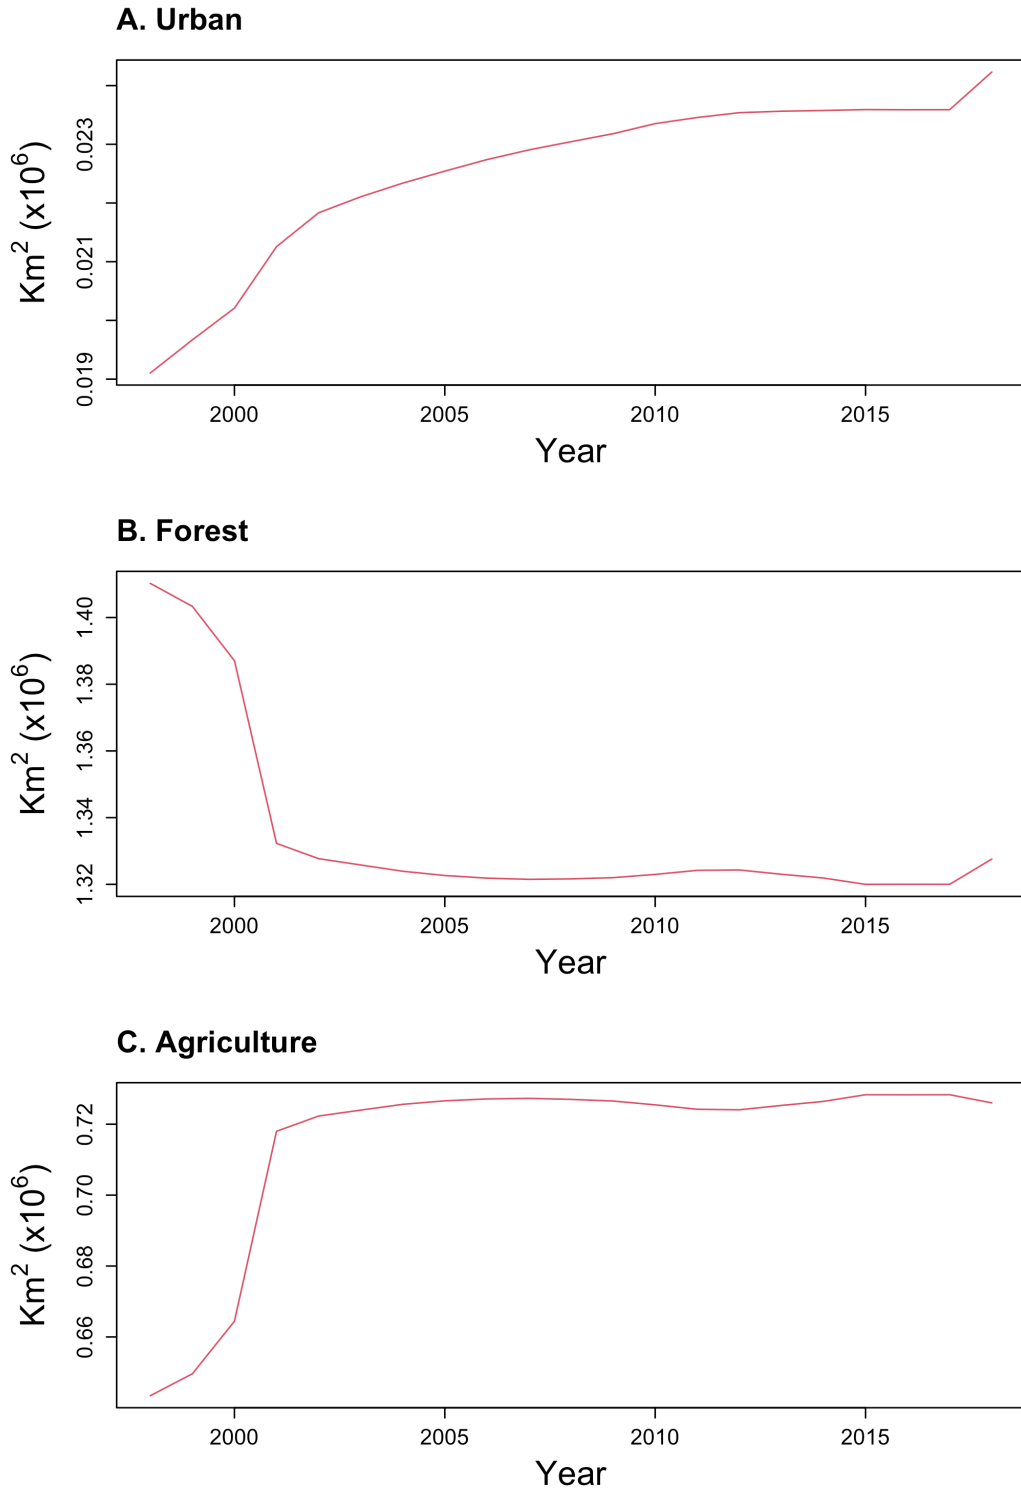 A. Urban
Km² (x10⁶)
0.023
0.021
0.019
2000 2005 2010 2015
Year
B. Forest
Km² (x10⁶)
1.40
1.38
1.36
1.34
1.32
2000 2005 2010 2015
Year
C. Agriculture
Km² (x10⁶)
0.72
0.70
0.68
0.66
2000 2005 2010 2015
Year